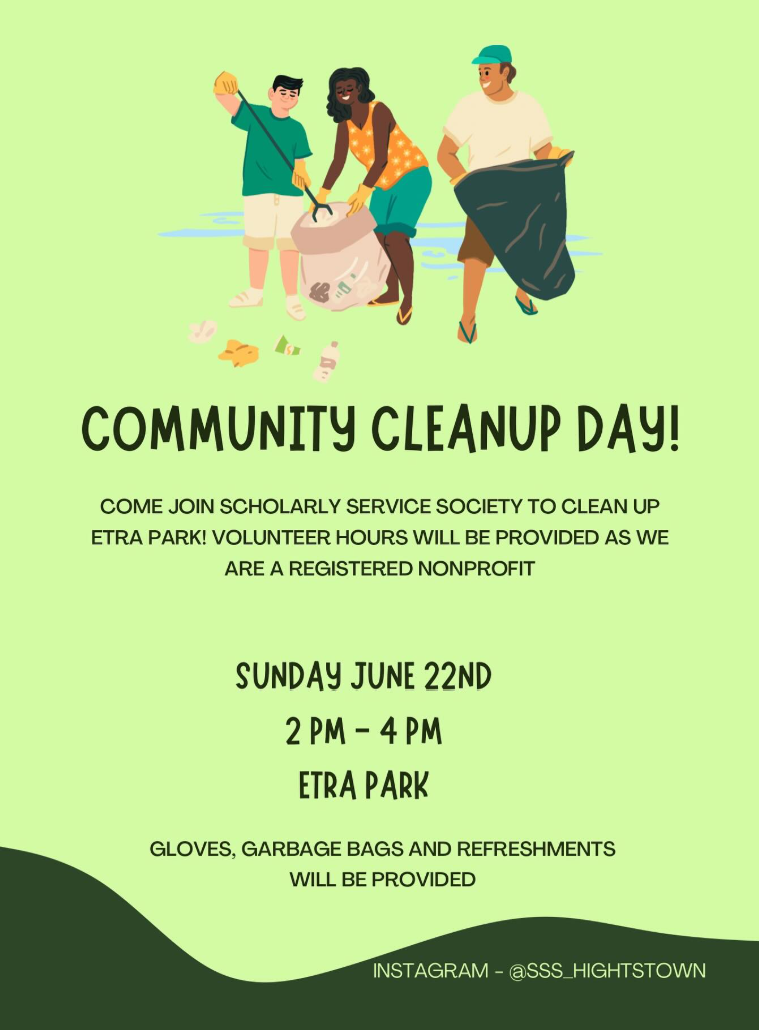 COMMUNITY CLEANUP DAY!
COME JOIN SCHOLARLY SERVICE SOCIETY TO CLEAN UP
ETRA PARK! VOLUNTEER HOURS WILL BE PROVIDED AS WE
ARE A REGISTERED NONPROFIT
SUNDAY JUNE 22ND
2 PM - 4 PM
ETRA PARK
GLOVES, GARBAGE BAGS AND REFRESHMENTS
WILL BE PROVIDED
INSTAGRAM - @SSS_HIGHTSTOWN